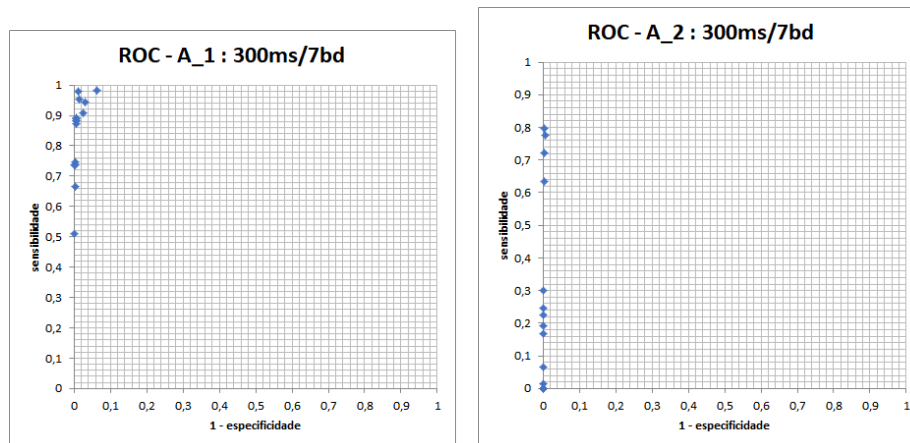 ROC - A_1 : 300ms/7bd
sensibilidade
1
0,9
0,8
0,7
0,6
0,5
0,4
0,3
0,2
0,1
0
0 0,1 0,2 0,3 0,4 0,5 0,6 0,7 0,8 0,9 1
1 - especificidade
ROC - A_2 : 300ms/7bd
sensibilidade
1
0,9
0,8
0,7
0,6
0,5
0,4
0,3
0,2
0,1
0
0 0,1 0,2 0,3 0,4 0,5 0,6 0,7 0,8 0,9 1
1 - especificidade